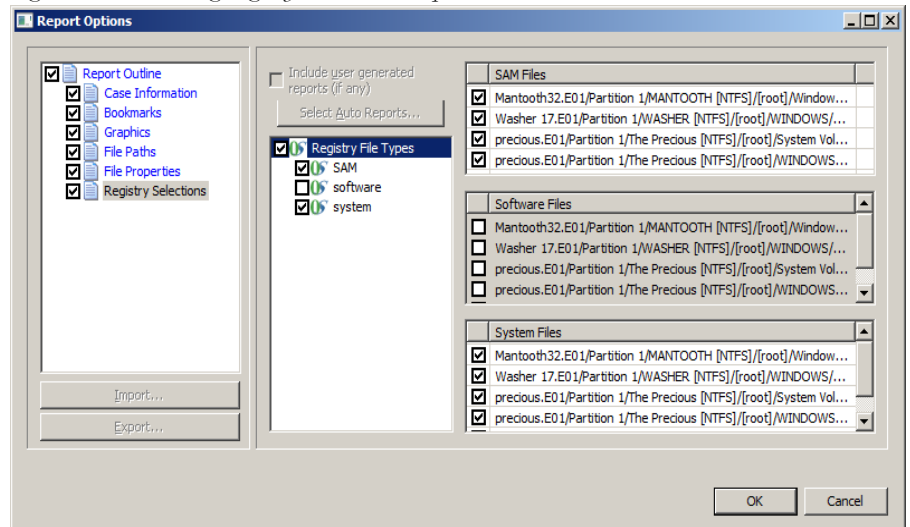 Report Options
Report Outline
Case Information
Bookmarks
Graphics
File Paths
File Properties
Registry Selections
Import...
Export...
Include user generated
reports (if any)
Select Auto Reports...
Registry File Types
SAM
software
system
SAM Files
Mantooth32.E01/Partition 1/MANTOOTH [NTFS]/[root]/Window...
Washer 17.E01/Partition 1/WASHER [NTFS]/[root]/WINDOWS/...
precious.E01/Partition 1/The Precious [NTFS]/[root]/System Vol...
precious.E01/Partition 1/The Precious [NTFS]/[root]/WINDOWS...
Software Files
Mantooth32.E01/Partition 1/MANTOOTH [NTFS]/[root]/Window...
Washer 17.E01/Partition 1/WASHER [NTFS]/[root]/WINDOWS/...
precious.E01/Partition 1/The Precious [NTFS]/[root]/System Vol...
precious.E01/Partition 1/The Precious [NTFS]/[root]/WINDOWS...
System Files
Mantooth32.E01/Partition 1/MANTOOTH [NTFS]/[root]/Window...
Washer 17.E01/Partition 1/WASHER [NTFS]/[root]/WINDOWS/...
precious.E01/Partition 1/The Precious [NTFS]/[root]/System Vol...
precious.E01/Partition 1/The Precious [NTFS]/[root]/WINDOWS...
OK
Cancel